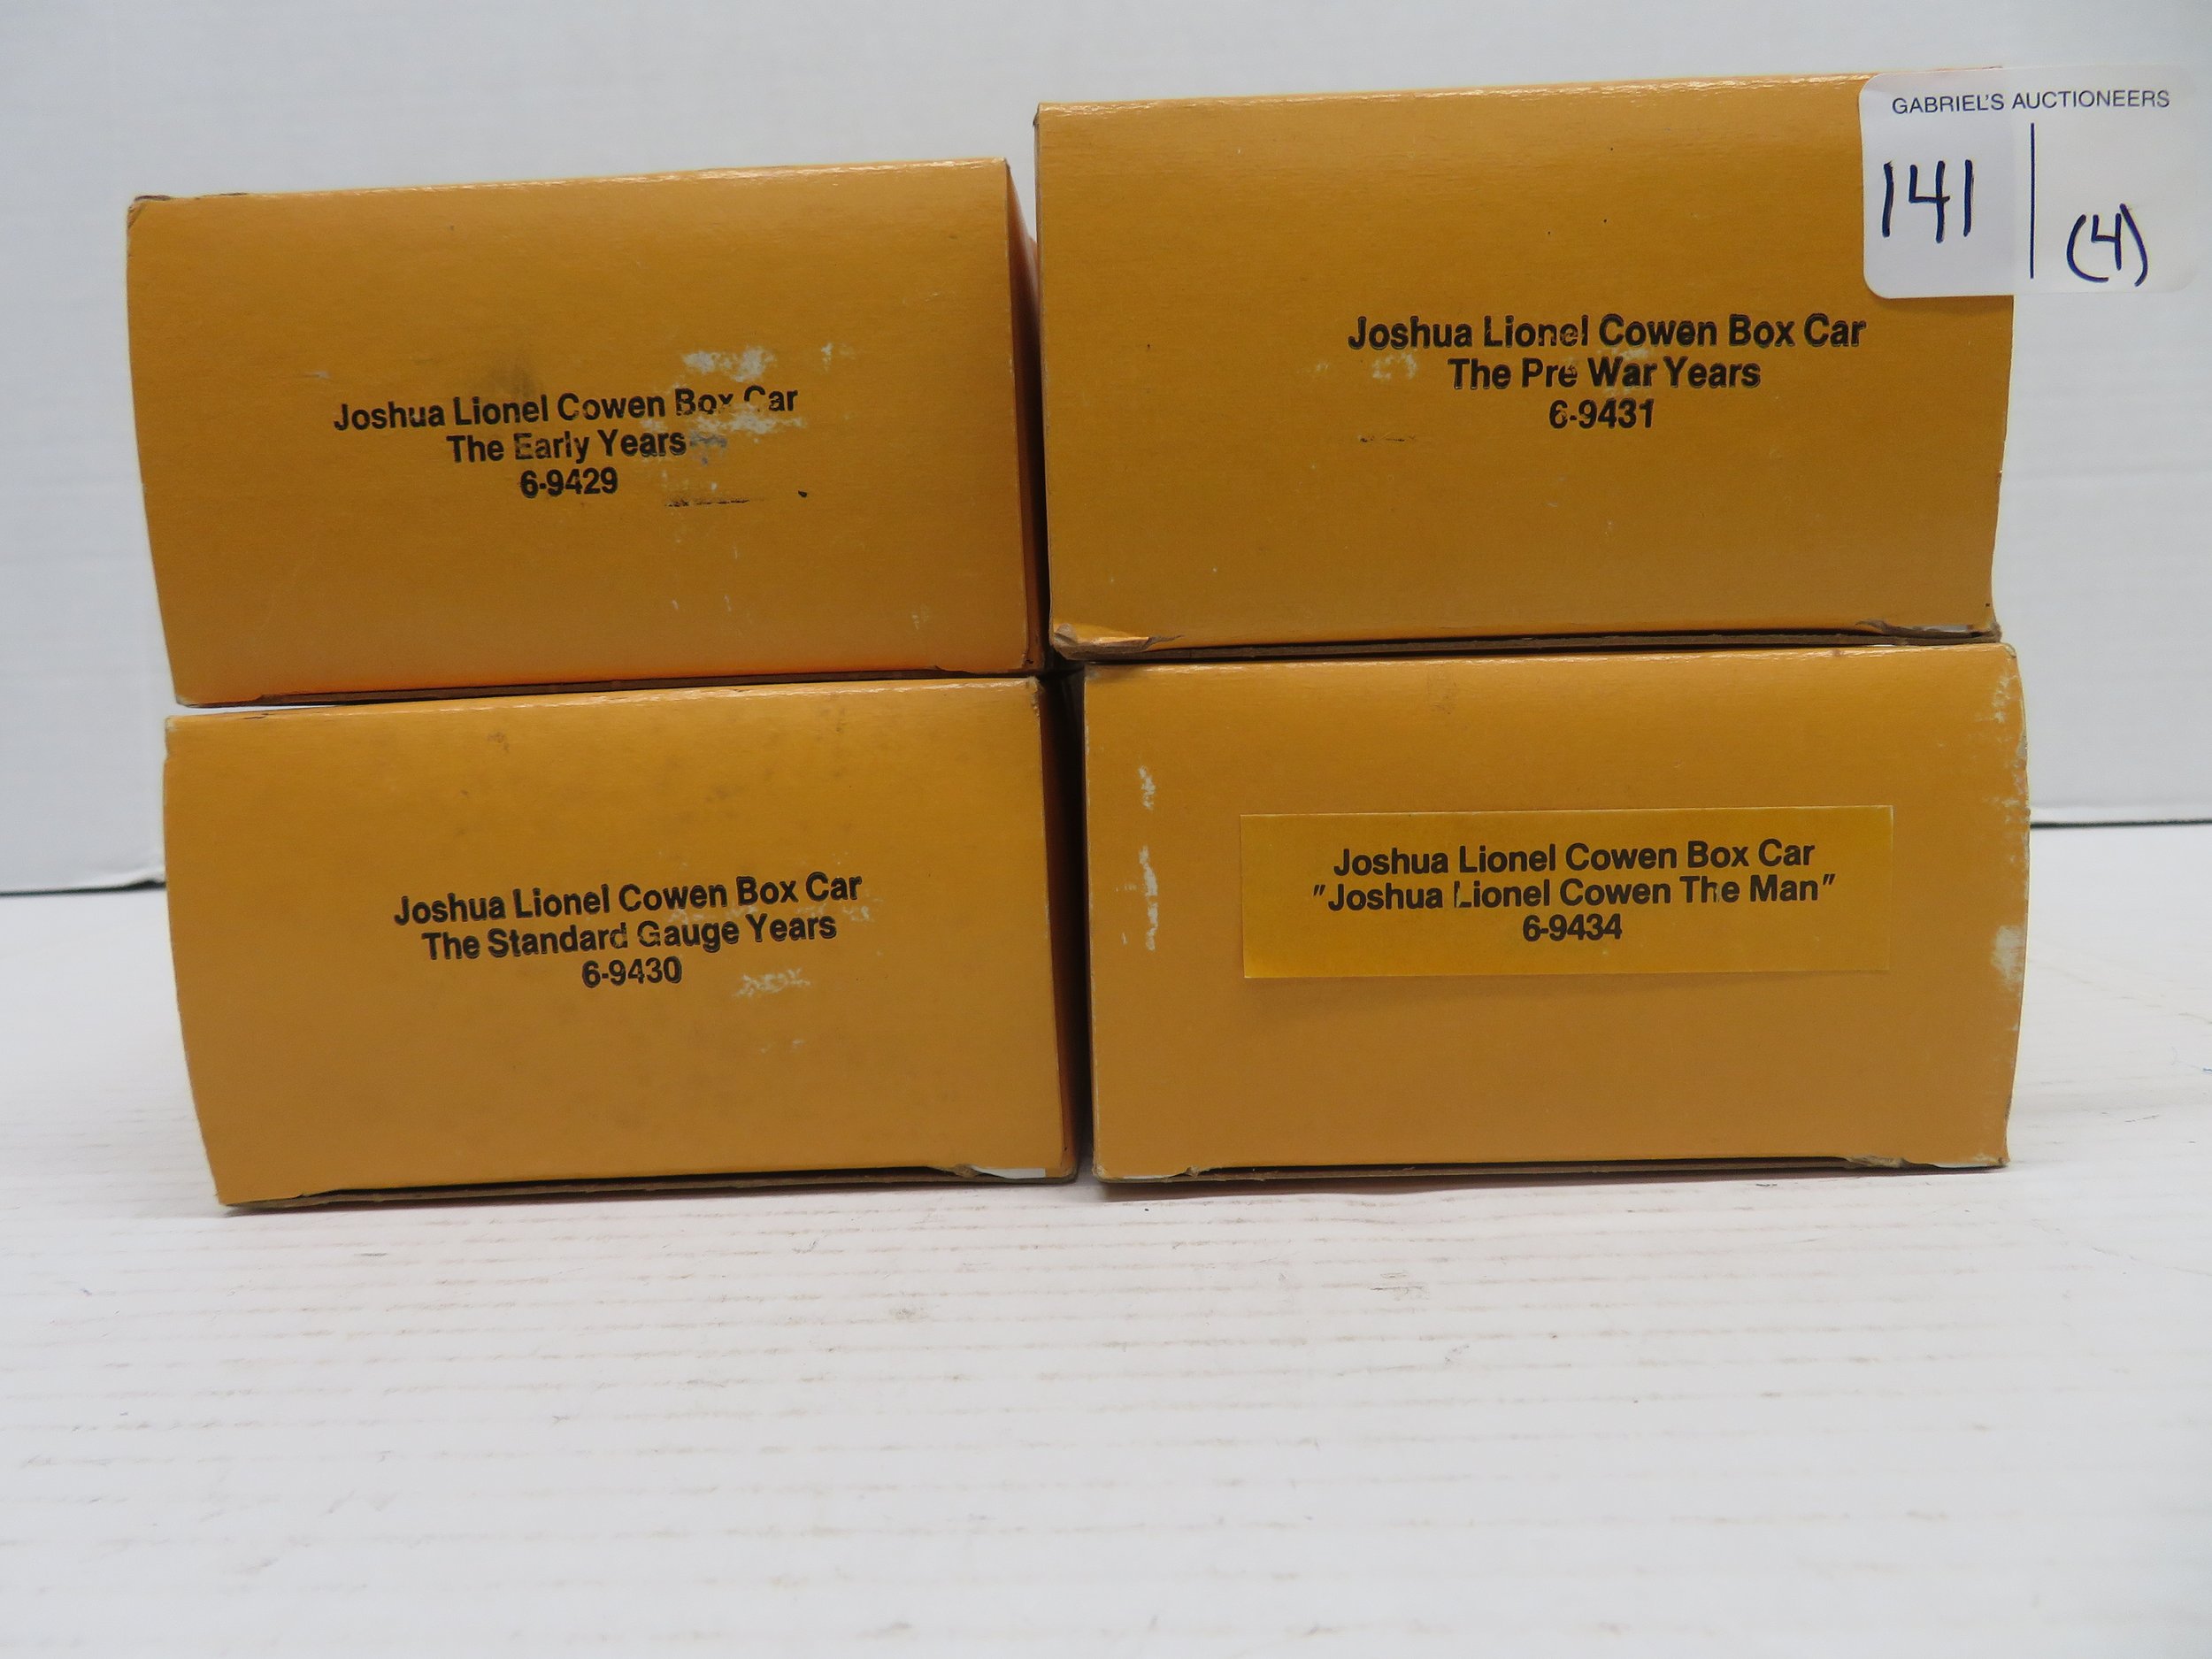 Joshua Lionel Cowen Box Car
The Early Years
6-9429
GABRIEL'S AUCTIONEERS
141 (4)
Joshua Lionel Cowen Box Car
The Pre War Years
6-9431
Joshua Lionel Cowen Box Car
The Standard Gauge Years
6-9430
Joshua Lionel Cowen Box Car
"Joshua Lionel Cowen The Man"
6-9434